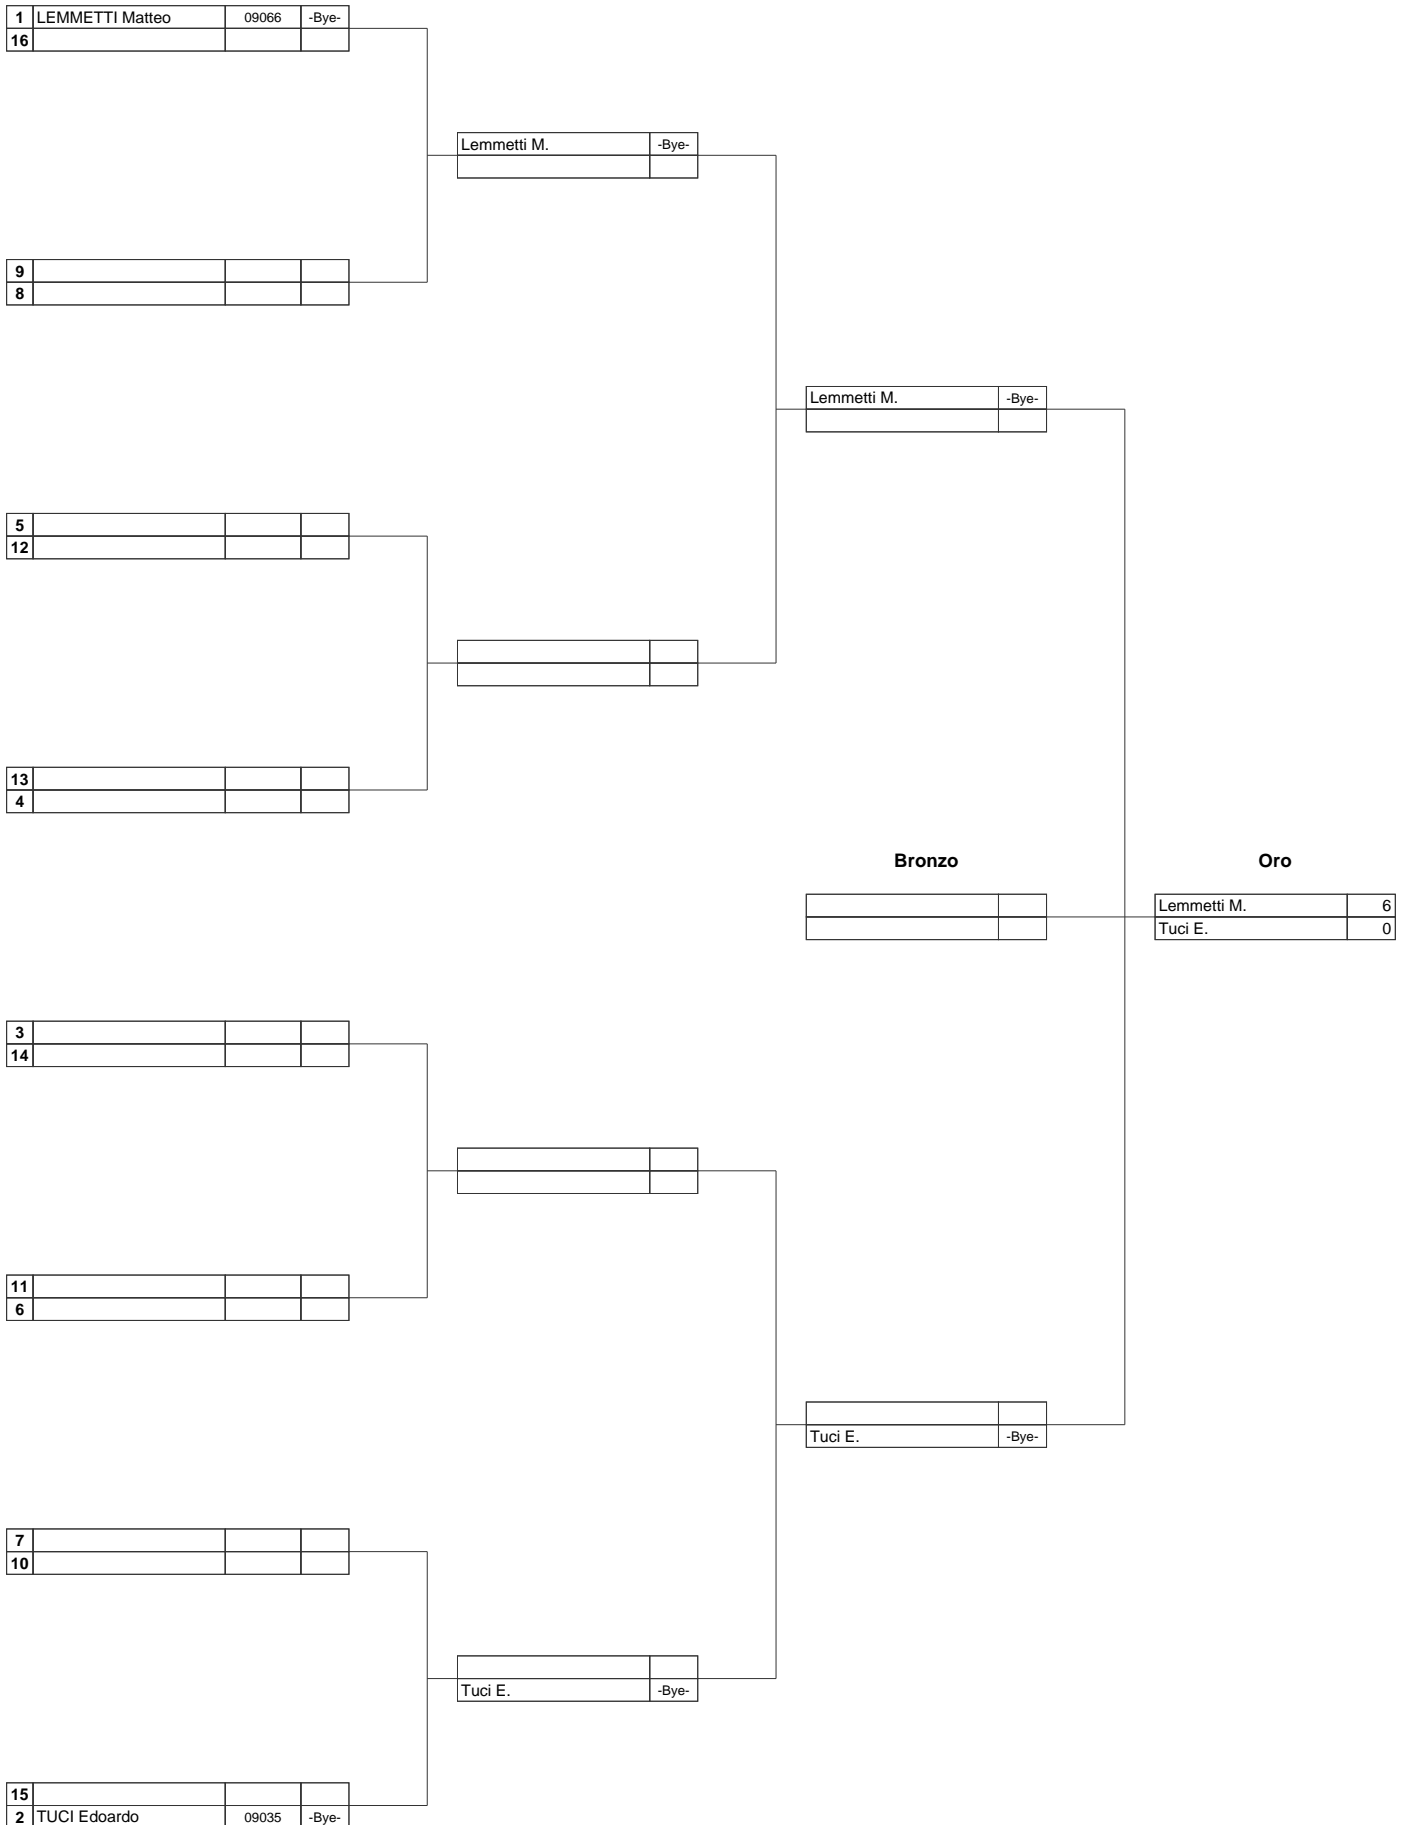 1 LEMMETTI Matteo 09066 -Bye-
16
Lemmetti M. -Bye-
9
8
Lemmetti M. -Bye-
5
12
13
4
Bronzo Oro
Lemmetti M. 6
Tuci E. 0
3
14
11
6
Tuci E. -Bye-
7
10
Tuci E. -Bye-
15
2 TUCI Edoardo 09035 -Bye-